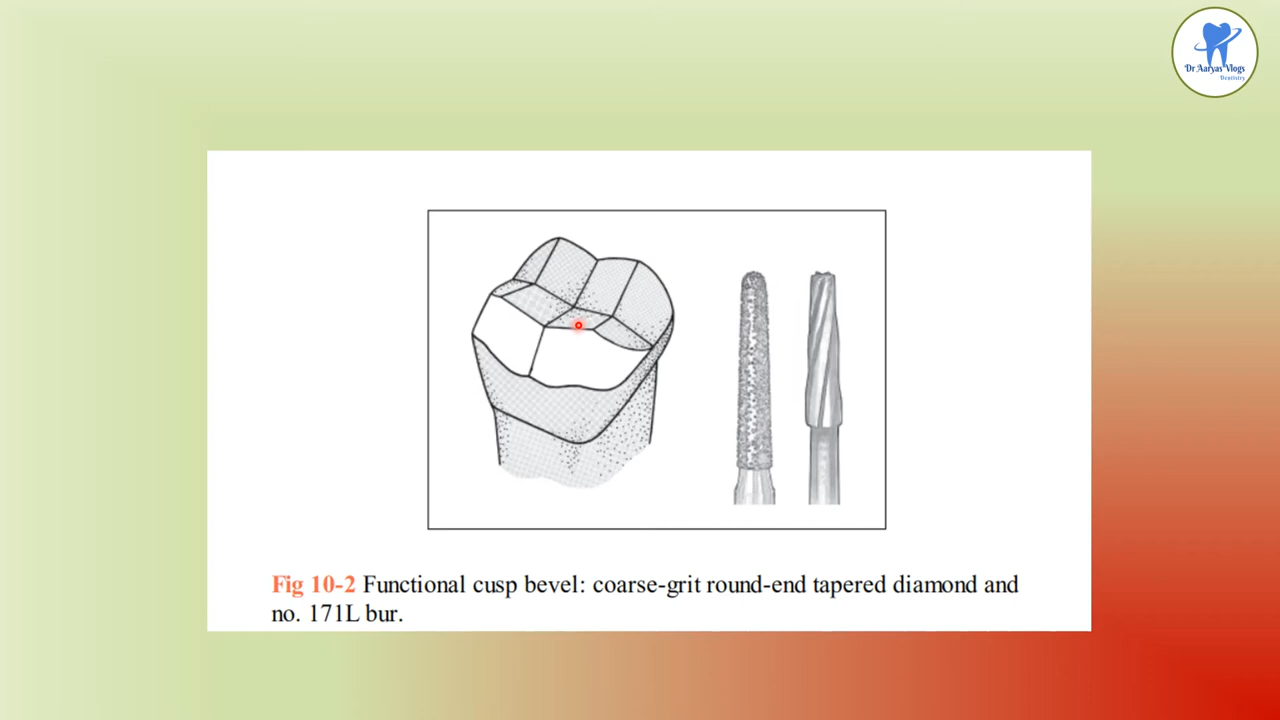 Dr Aaryas Vlogs
Dentistry
Fig 10-2 Functional cusp bevel: coarse-grit round-end tapered diamond and
no. 171L bur.